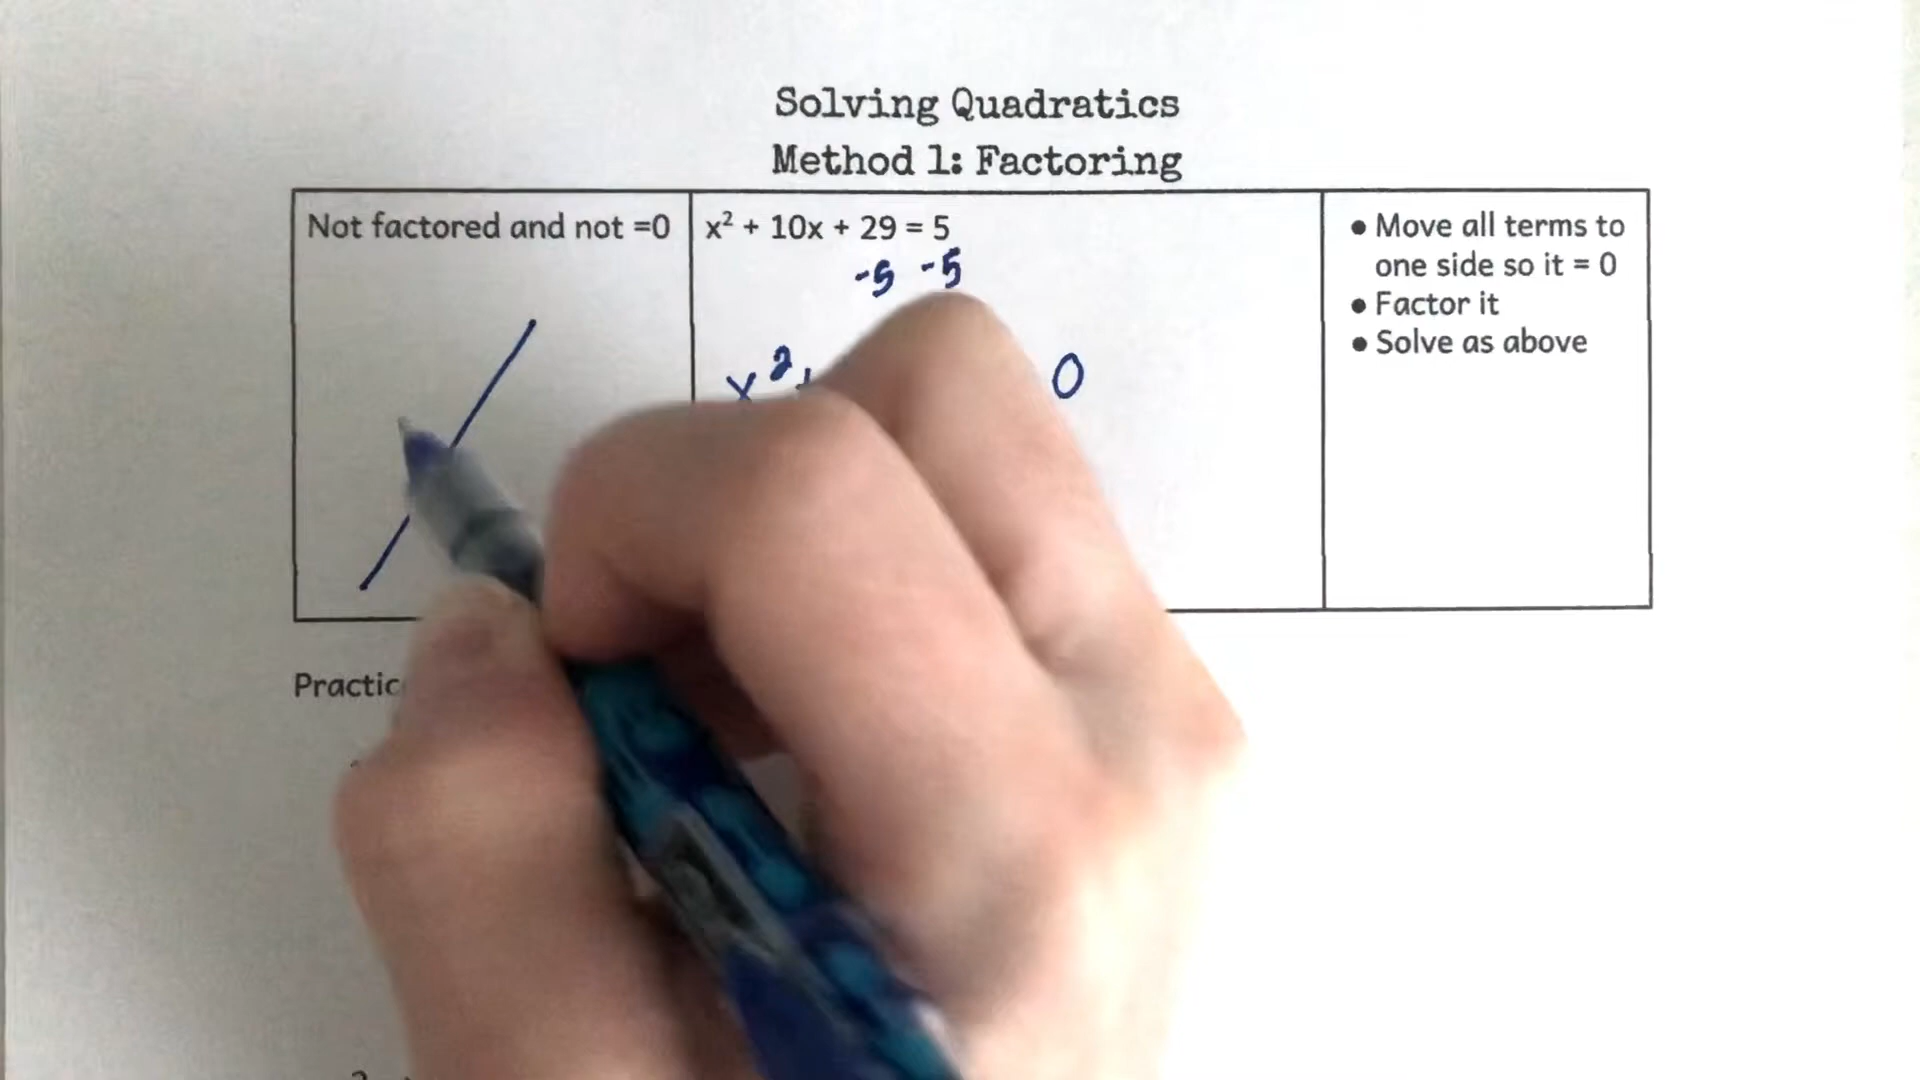 Solving Quadratics
Method 1: Factoring
Not factored and not =0
x² + 10x + 29 = 5
-5 -5
x²
0
• Move all terms to
one side so it = 0
• Factor it
• Solve as above